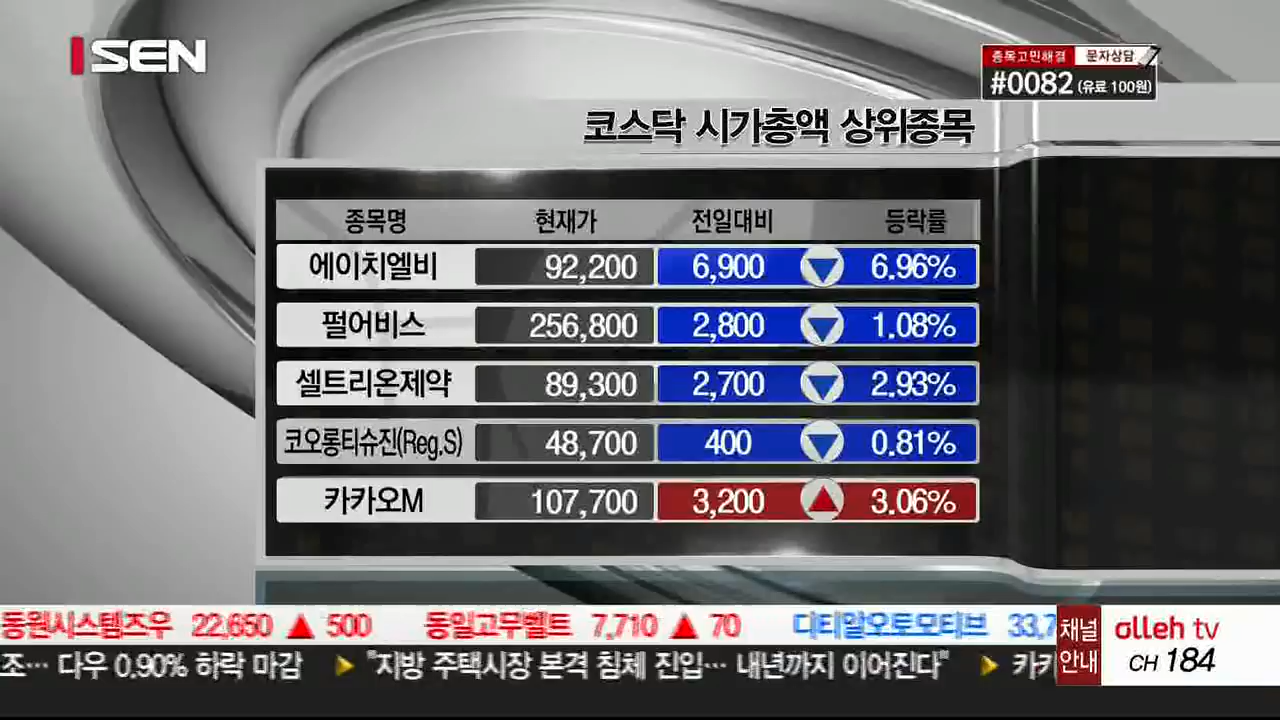 SEN
종목고민해결 문자상담
#0082 (유료 100원)
코스닥 시가총액 상위종목
종목명 현재가 전일대비 등락률
에이치엘비 92,200 6,900 ▼ 6.96%
펄어비스 256,800 2,800 ▼ 1.08%
셀트리온제약 89,300 2,700 ▼ 2.93%
코오롱티슈진(Reg.S) 48,700 400 ▼ 0.81%
카카오M 107,700 3,200 ▲ 3.06%
동원시스템즈우 22,650 ▲ 500 동일고무벨트 7,710 ▲ 70 디티알오토모티브 33,7
채널안내 olleh tv
CH 184
조… 다우 0.90% 하락 마감 ▶ "지방 주택시장 본격 침체 진입… 내년까지 이어진다" ▶ 카카